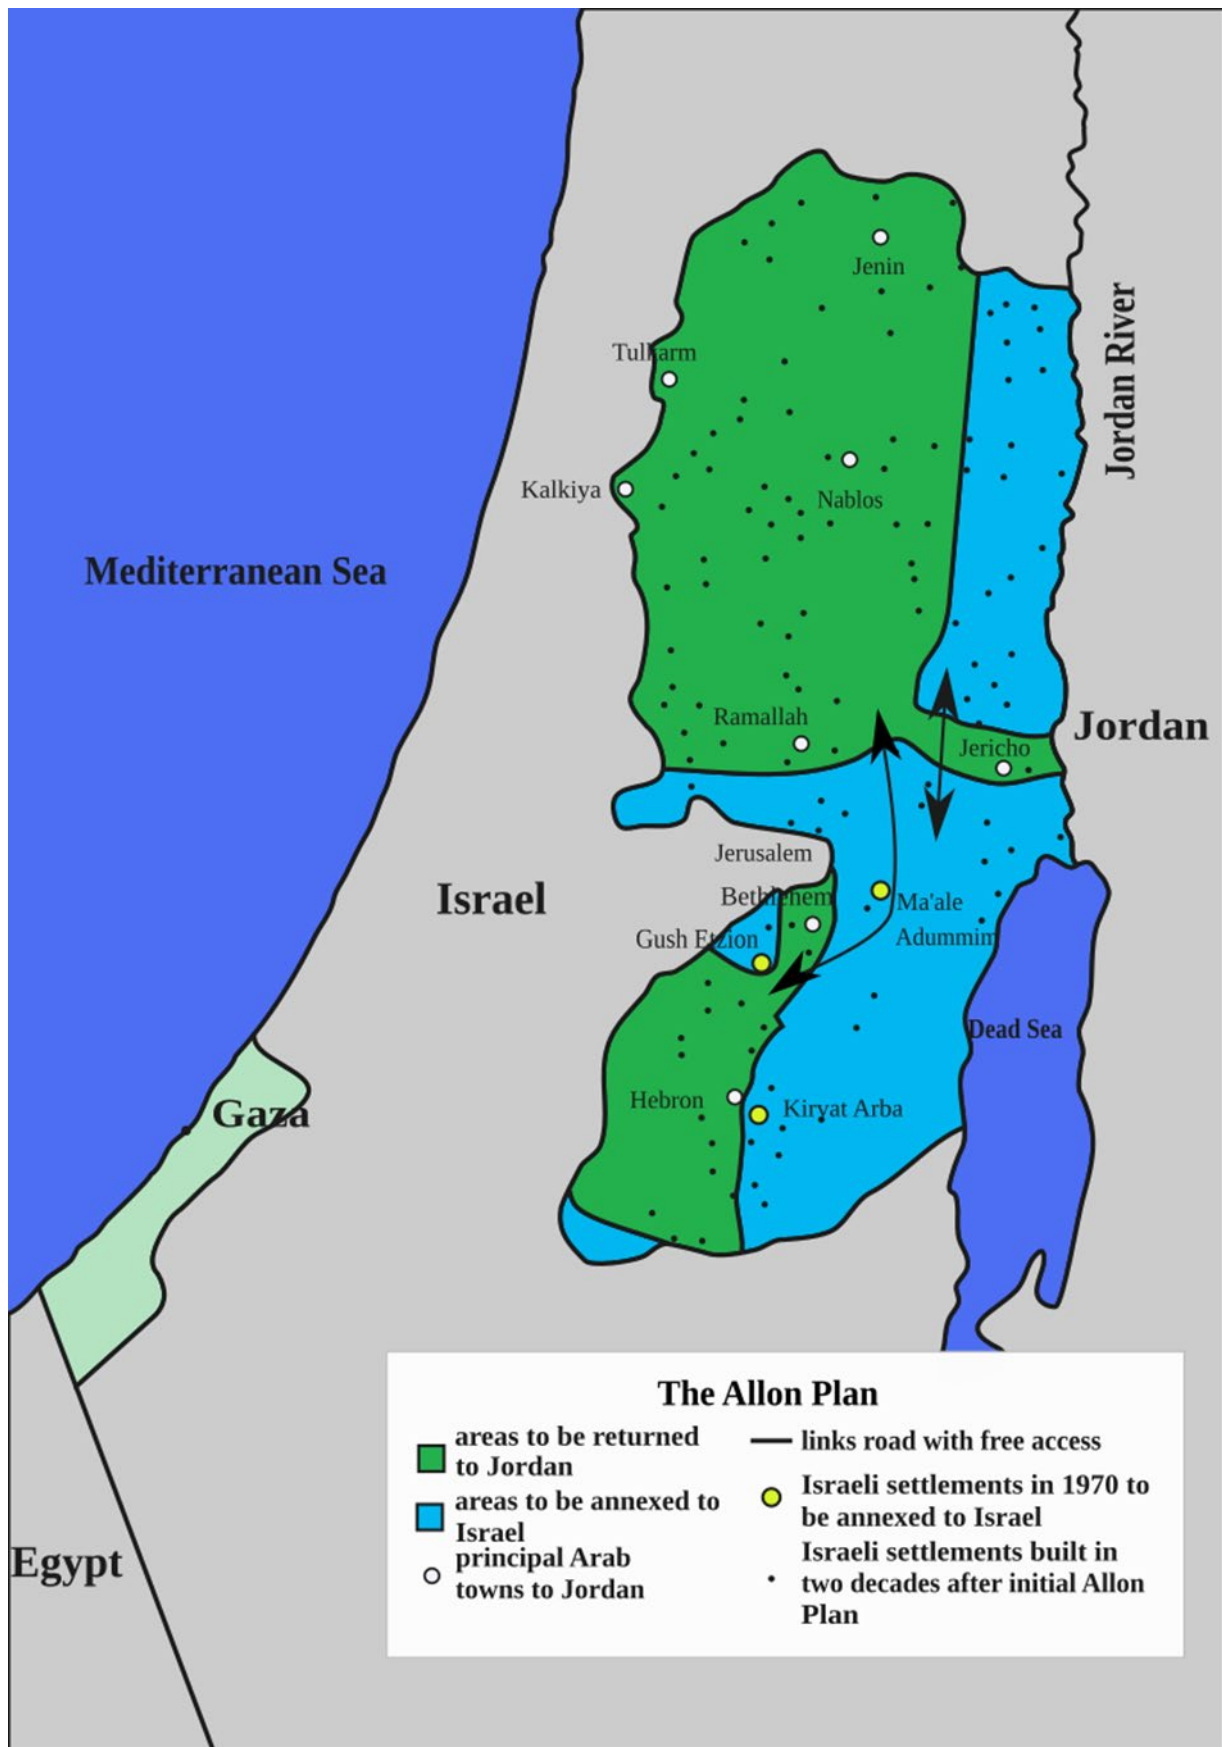 Jenin
Tulkarm
Jordan River
Kalkiya
Nablos
Mediterranean Sea
Ramallah
Jordan
Jericho
Jerusalem
Israel
Bethlehem
Ma'ale
Adummim
Gush Etzion
Dead Sea
Gaza
Hebron
Kiryat Arba
Egypt
The Allon Plan
areas to be returned
to Jordan
areas to be annexed to
Israel
principal Arab
towns to Jordan
links road with free access
Israeli settlements in 1970 to
be annexed to Israel
Israeli settlements built in
two decades after initial Allon
Plan